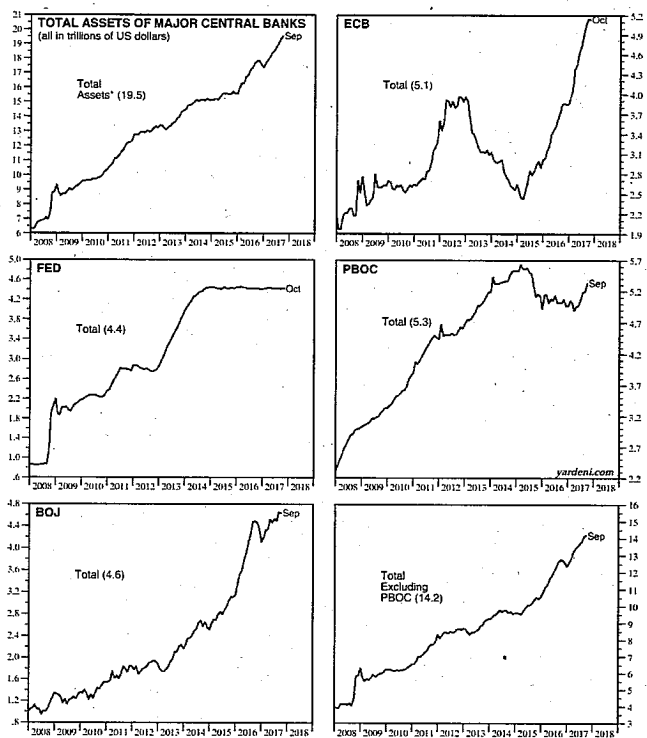 TOTAL ASSETS OF MAJOR CENTRAL BANKS
(all in trillions of US dollars)
Total
Assets* (19.5)
Sep
21
20
19
18
17
16
15
14
13
12
11
10
9
8
7
6
2008 2009 2010 2011 2012 2013 2014 2015 2016 2017 2018
ECB
Total (5.1)
Oct
5.2
4.9
4.6
4.3
4.0
3.7
3.4
3.1
2.8
2.5
2.2
1.9
2008 2009 2010 2011 2012 2013 2014 2015 2016 2017 2018
FED
Total (4.4)
Oct
5.0
4.6
4.2
3.8
3.4
3.0
2.6
2.2
1.8
1.4
1.0
.6
2008 2009 2010 2011 2012 2013 2014 2015 2016 2017 2018
PBOC
Total (5.3)
Sep
5.7
5.2
4.7
4.2
3.7
3.2
2.7
2.2
yardeni.com
2008 2009 2010 2011 2012 2013 2014 2015 2016 2017 2018
BOJ
Total (4.6)
Sep
4.8
4.4
4.0
3.6
3.2
2.8
2.4
2.0
1.6
1.2
.8
2008 2009 2010 2011 2012 2013 2014 2015 2016 2017 2018
Total
Excluding
PBOC (14.2)
Sep
16
15
14
13
12
11
10
9
8
7
6
5
4
3
2008 2009 2010 2011 2012 2013 2014 2015 2016 2017 2018